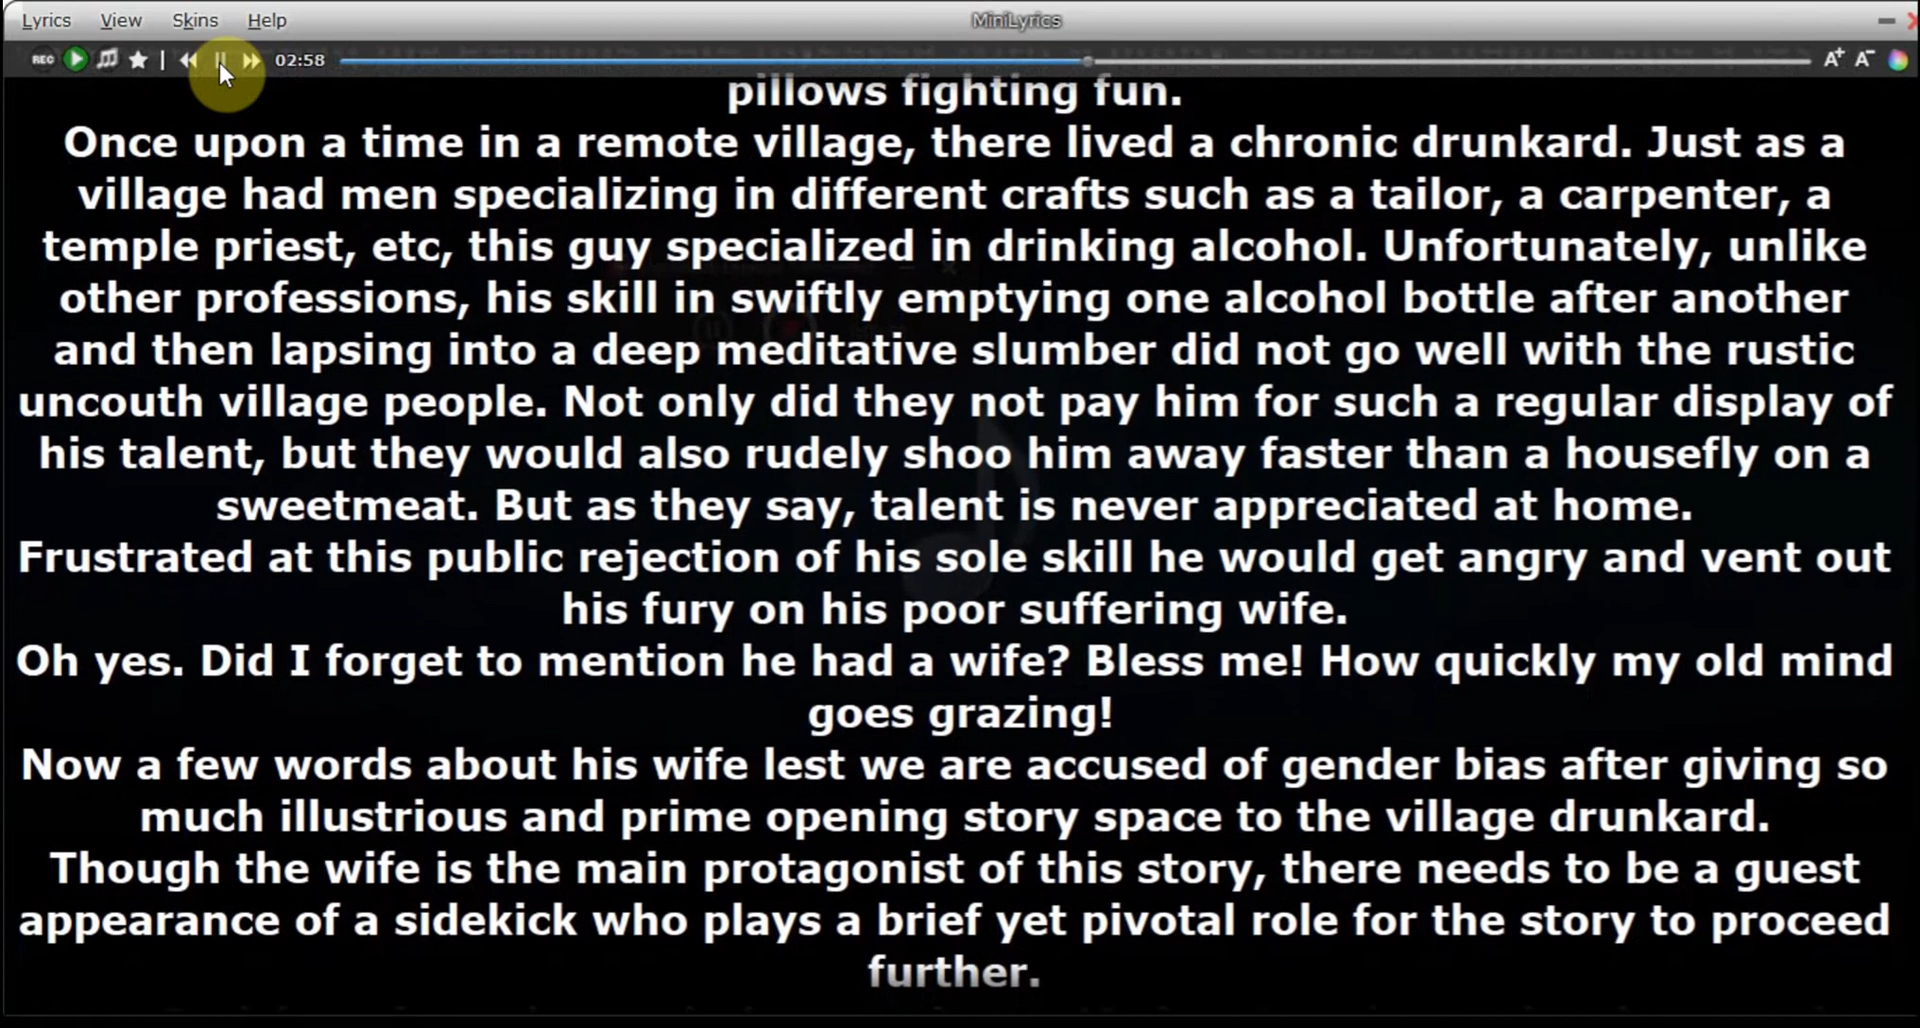 Lyrics View Skins Help MiniLyrics
REC 02:58 A+ A-
pillows fighting fun.
Once upon a time in a remote village, there lived a chronic drunkard. Just as a
village had men specializing in different crafts such as a tailor, a carpenter, a
temple priest, etc, this guy specialized in drinking alcohol. Unfortunately, unlike
other professions, his skill in swiftly emptying one alcohol bottle after another
and then lapsing into a deep meditative slumber did not go well with the rustic
uncouth village people. Not only did they not pay him for such a regular display of
his talent, but they would also rudely shoo him away faster than a housefly on a
sweetmeat. But as they say, talent is never appreciated at home.
Frustrated at this public rejection of his sole skill he would get angry and vent out
his fury on his poor suffering wife.
Oh yes. Did I forget to mention he had a wife? Bless me! How quickly my old mind
goes grazing!
Now a few words about his wife lest we are accused of gender bias after giving so
much illustrious and prime opening story space to the village drunkard.
Though the wife is the main protagonist of this story, there needs to be a guest
appearance of a sidekick who plays a brief yet pivotal role for the story to proceed
further.